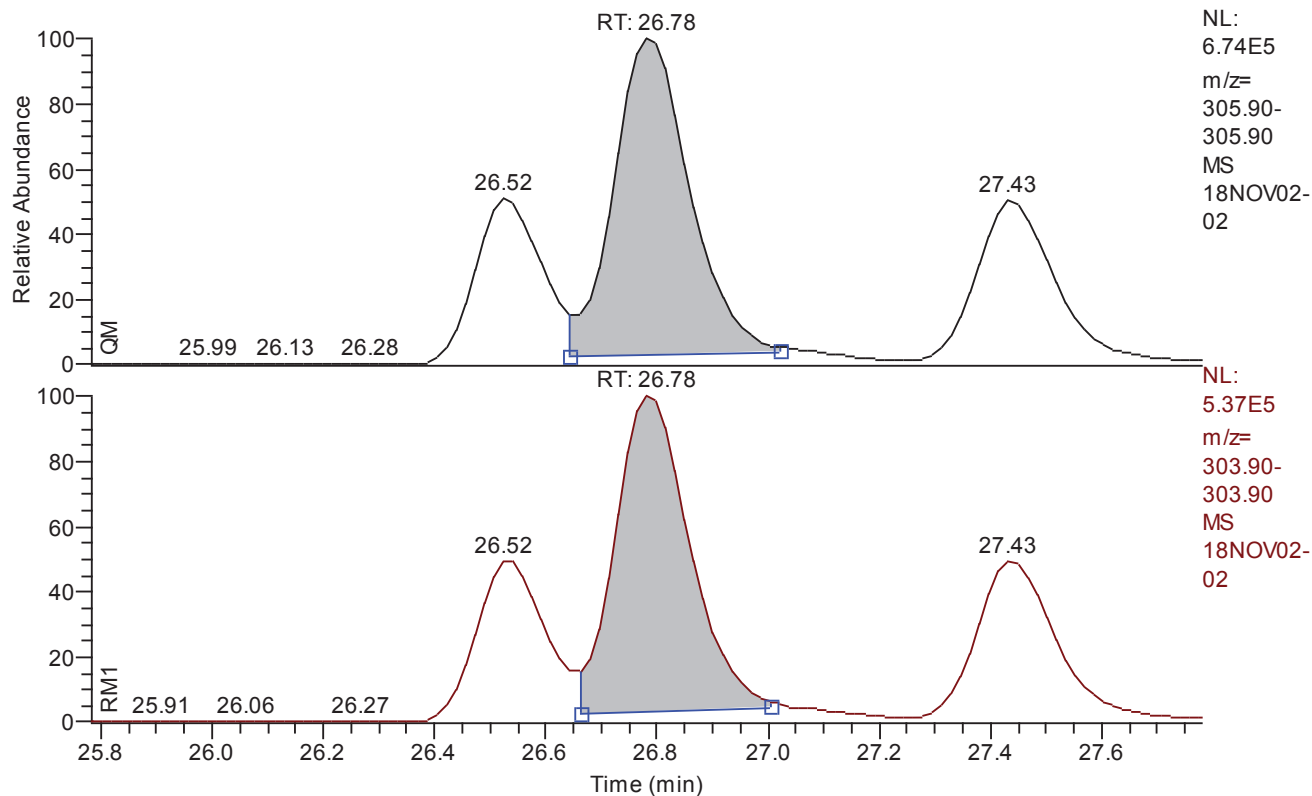 RT: 26.78
NL:
6.74E5
m/z=
305.90-
305.90
MS
18NOV02-
02
100
80
60
40
20
0
Relative Abundance
QM
26.52
27.43
25.99 26.13 26.28
RT: 26.78
NL:
5.37E5
m/z=
303.90-
303.90
MS
18NOV02-
02
100
80
60
40
20
0
RM1
26.52
27.43
25.91 26.06 26.27
25.8 26.0 26.2 26.4 26.6 26.8 27.0 27.2 27.4 27.6
Time (min)